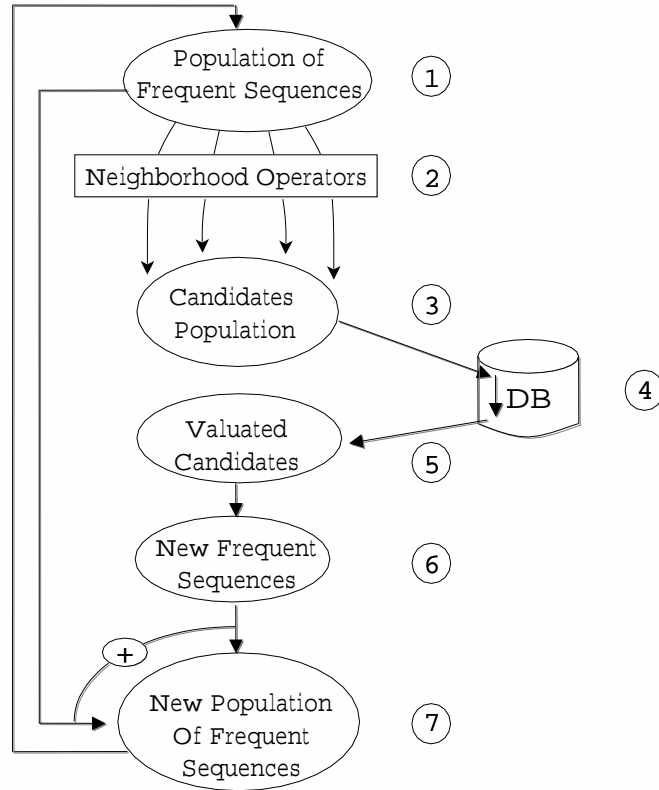 Population of
Frequent Sequences
1
Neighborhood Operators
2
Candidates
Population
3
DB
4
Valuated
Candidates
5
New Frequent
Sequences
6
+
New Population
Of Frequent
Sequences
7